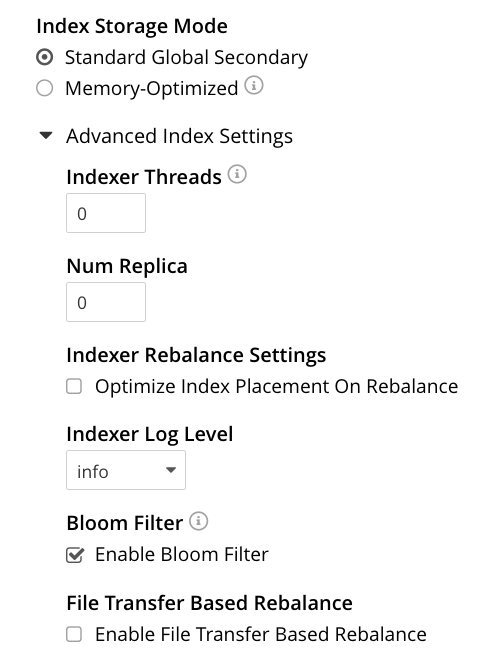 Index Storage Mode
Standard Global Secondary
Memory-Optimized
Advanced Index Settings
Indexer Threads
0
Num Replica
0
Indexer Rebalance Settings
Optimize Index Placement On Rebalance
Indexer Log Level
info
Bloom Filter
Enable Bloom Filter
File Transfer Based Rebalance
Enable File Transfer Based Rebalance